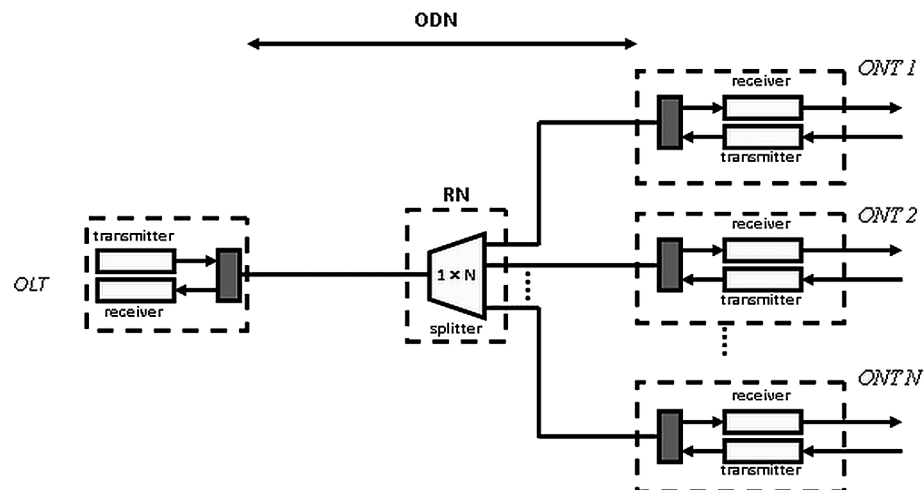 ODN
ONT 1
receiver
transmitter
RN
ONT 2
receiver
transmitter
transmitter
OLT
receiver
1 × N
splitter
ONT N
receiver
transmitter